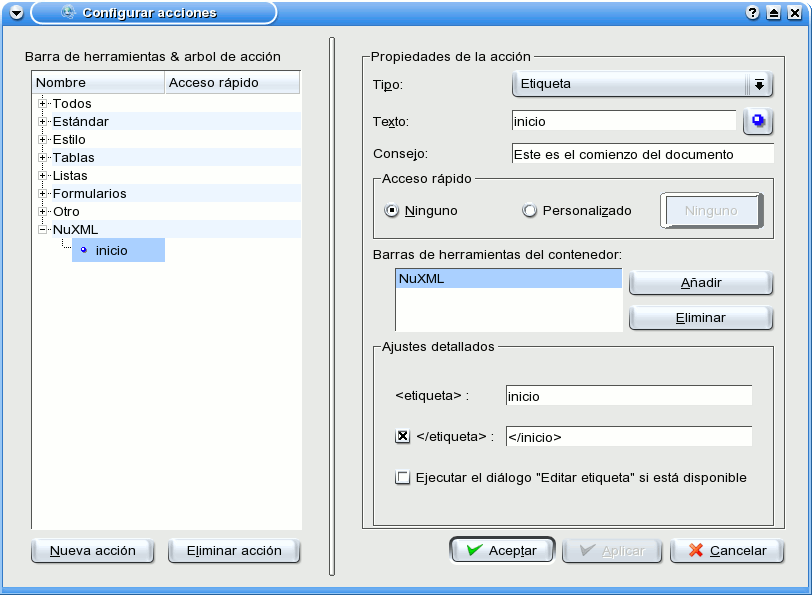 Configurar acciones
Barra de herramientas & arbol de acción
Nombre Acceso rápido
Todos
Estándar
Estilo
Tablas
Listas
Formularios
Otro
NuXML
inicio
Nueva acción Eliminar acción
Propiedades de la acción
Tipo: Etiqueta
Texto: inicio
Consejo: Este es el comienzo del documento
Acceso rápido
Ninguno Personalizado Ninguno
Barras de herramientas del contenedor:
NuXML
Añadir
Eliminar
Ajustes detallados
<etiqueta> : inicio
</etiqueta> : </inicio>
Ejecutar el diálogo "Editar etiqueta" si está disponible
Aceptar Aplicar Cancelar